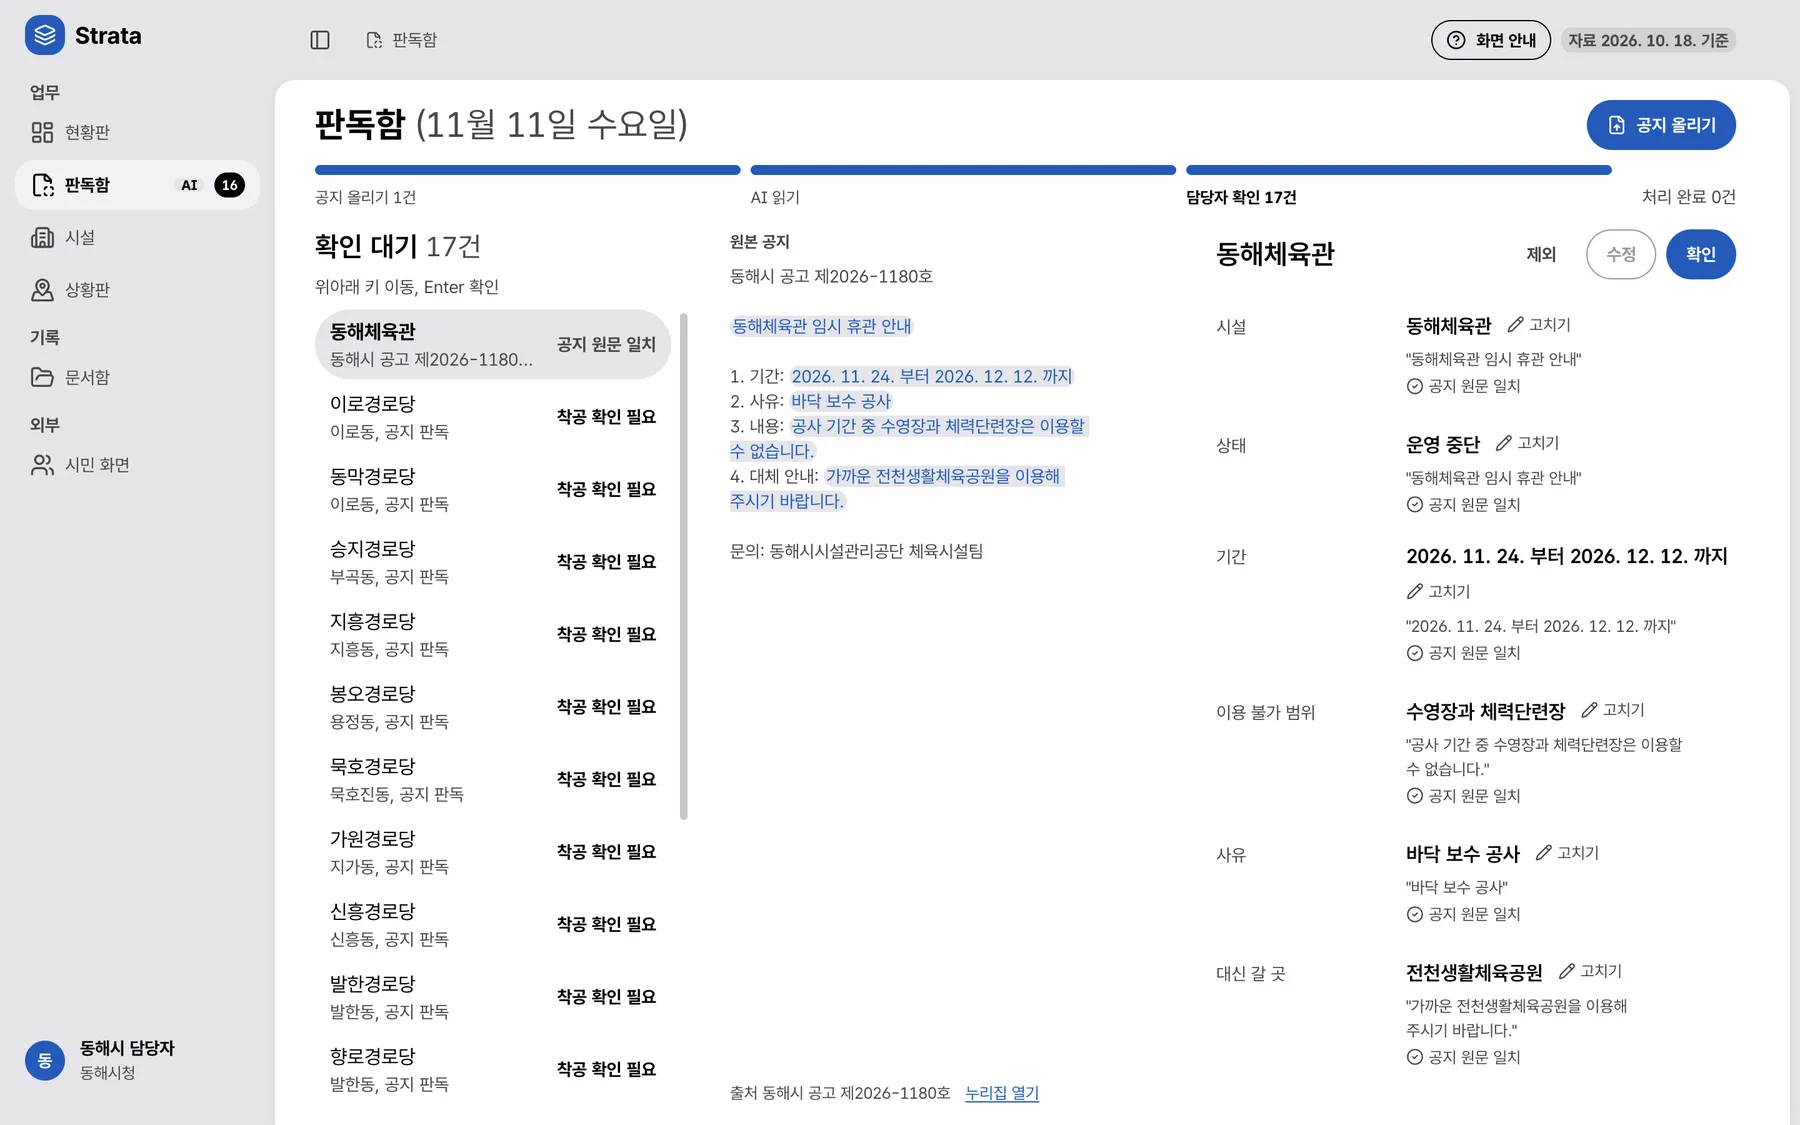 Strata
업무
현황판
판독함 AI 16
시설
상황판
기록
문서함
외부
시민 화면
동 동해시 담당자
동해시청
판독함
화면 안내
자료 2026. 10. 18. 기준
판독함 (11월 11일 수요일)
공지 올리기
공지 올리기 1건
AI 읽기
담당자 확인 17건
처리 완료 0건
확인 대기 17건
위아래 키 이동, Enter 확인
동해체육관
동해시 공고 제2026-1180...
공지 원문 일치
이로경로당
이로동, 공지 판독
착공 확인 필요
동막경로당
이로동, 공지 판독
착공 확인 필요
승지경로당
부곡동, 공지 판독
착공 확인 필요
지흥경로당
지흥동, 공지 판독
착공 확인 필요
봉오경로당
용정동, 공지 판독
착공 확인 필요
묵호경로당
묵호진동, 공지 판독
착공 확인 필요
가원경로당
지가동, 공지 판독
착공 확인 필요
신흥경로당
신흥동, 공지 판독
착공 확인 필요
발한경로당
발한동, 공지 판독
착공 확인 필요
향로경로당
발한동, 공지 판독
착공 확인 필요
원본 공지
동해시 공고 제2026-1180호
동해체육관 임시 휴관 안내
1. 기간: 2026. 11. 24. 부터 2026. 12. 12. 까지
2. 사유: 바닥 보수 공사
3. 내용: 공사 기간 중 수영장과 체력단련장은 이용할
수 없습니다.
4. 대체 안내: 가까운 전천생활체육공원을 이용해
주시기 바랍니다.
문의: 동해시시설관리공단 체육시설팀
출처 동해시 공고 제2026-1180호 누리집 열기
동해체육관
제외
수정
확인
시설
동해체육관 고치기
"동해체육관 임시 휴관 안내"
공지 원문 일치
상태
운영 중단 고치기
"동해체육관 임시 휴관 안내"
공지 원문 일치
기간
2026. 11. 24. 부터 2026. 12. 12. 까지
고치기
"2026. 11. 24. 부터 2026. 12. 12. 까지"
공지 원문 일치
이용 불가 범위
수영장과 체력단련장 고치기
"공사 기간 중 수영장과 체력단련장은 이용할
수 없습니다."
공지 원문 일치
사유
바닥 보수 공사 고치기
"바닥 보수 공사"
공지 원문 일치
대신 갈 곳
전천생활체육공원 고치기
"가까운 전천생활체육공원을 이용해
주시기 바랍니다."
공지 원문 일치